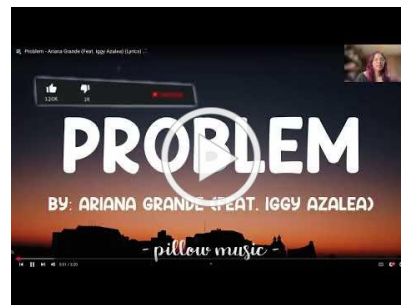 Problem - Ariana Grande (Feat. Iggy Azalea) (Lyrics)
120K
PROBLEM
BY: ARIANA GRANDE (FEAT. IGGY AZALEA)
- pillow music -